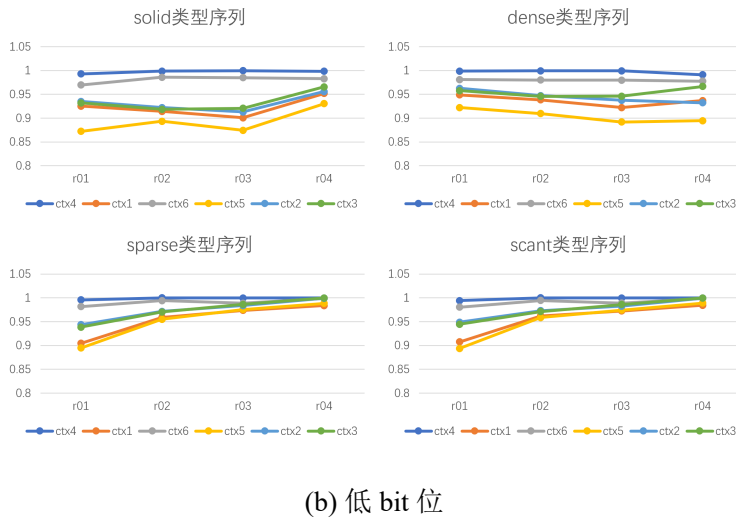 solid类型序列
1.05
1
0.95
0.9
0.85
0.8
r01 r02 r03 r04
ctx4 ctx1 ctx6 ctx5 ctx2 ctx3
dense类型序列
1.05
1
0.95
0.9
0.85
0.8
r01 r02 r03 r04
ctx4 ctx1 ctx6 ctx5 ctx2 ctx3
sparse类型序列
1.05
1
0.95
0.9
0.85
0.8
r01 r02 r03 r04
ctx4 ctx1 ctx6 ctx5 ctx2 ctx3
scant类型序列
1.05
1
0.95
0.9
0.85
0.8
r01 r02 r03 r04
ctx4 ctx1 ctx6 ctx5 ctx2 ctx3
(b) 低 bit 位